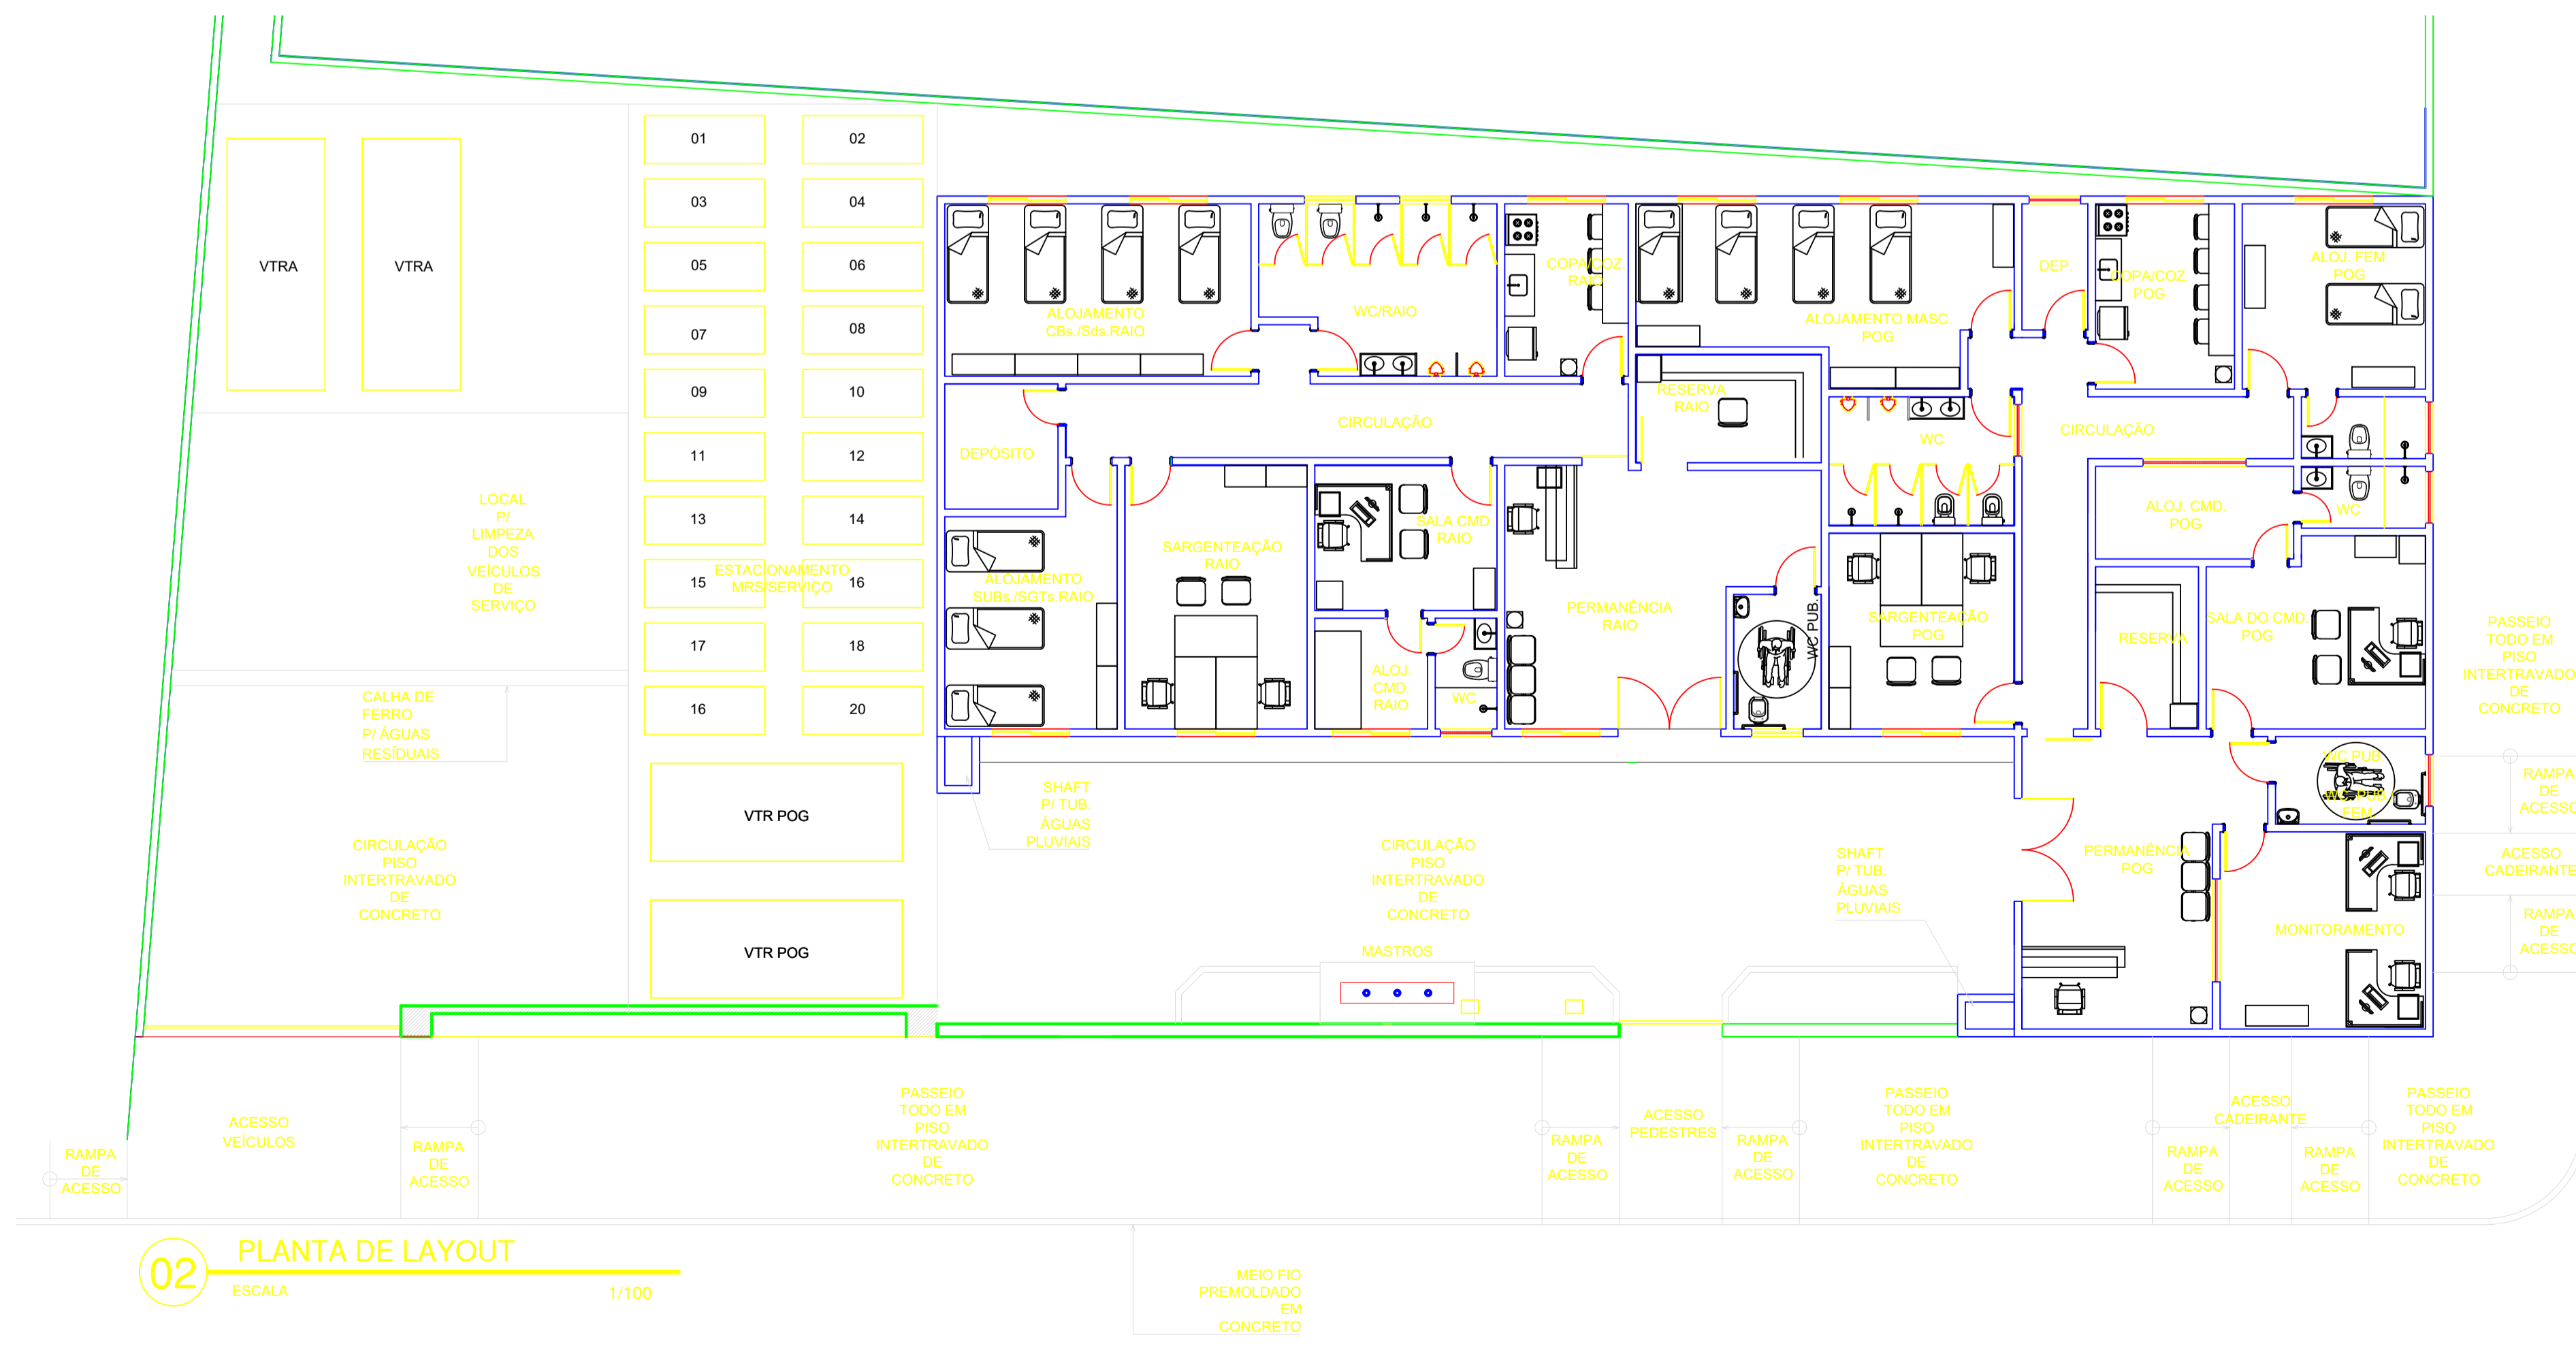 01
02
03
04
05
06
07
08
09
10
11
12
13
14
15
16
17
18
16
20
ESTACIONAMENTO
MRS/SERVIÇO
VTRA
VTRA
VTR POG
VTR POG
LOCAL
P/
LIMPEZA
DOS
VEÍCULOS
DE
SERVIÇO
CALHA DE
FERRO
P/ ÁGUAS
RESÍDUAIS
CIRCULAÇÃO
PISO
INTERTRAVADO
DE
CONCRETO
ALOJAMENTO
CBs./Sds.RAIO
WC/RAIO
COPA/COZ.
RAIO
ALOJAMENTO MASC.
POG
DEP.
COPA/COZ.
POG
ALOJ. FEM.
POG
RESERVA
RAIO
CIRCULAÇÃO
DEPÓSITO
WC
CIRCULAÇÃO
ALOJ. CMD.
POG
WC
SALA CMD.
RAIO
SARGENTEAÇÃO
RAIO
ALOJAMENTO
SUBs./SGTs.RAIO
PERMANÊNCIA
RAIO
WC PUB.
SARGENTEAÇÃO
POG
RESERVA
SALA DO CMD.
POG
ALOJ.
CMD.
RAIO
WC
WC PUB.
WC. PUB./
FEM.
PERMANÊNCIA
POG
MONITORAMENTO
SHAFT
P/ TUB.
ÁGUAS
PLUVIAIS
CIRCULAÇÃO
PISO
INTERTRAVADO
DE
CONCRETO
SHAFT
P/ TUB.
ÁGUAS
PLUVIAIS
MASTROS
PASSEIO
TODO EM
PISO
INTERTRAVADO
DE
CONCRETO
RAMPA
DE
ACESSO
ACESSO
CADEIRANTE
RAMPA
DE
ACESSO
RAMPA
DE
ACESSO
ACESSO
VEÍCULOS
RAMPA
DE
ACESSO
PASSEIO
TODO EM
PISO
INTERTRAVADO
DE
CONCRETO
RAMPA
DE
ACESSO
ACESSO
PEDESTRES
RAMPA
DE
ACESSO
PASSEIO
TODO EM
PISO
INTERTRAVADO
DE
CONCRETO
RAMPA
DE
ACESSO
ACESSO
CADEIRANTE
RAMPA
DE
ACESSO
PASSEIO
TODO EM
PISO
INTERTRAVADO
DE
CONCRETO
MEIO FIO
PREMOLDADO
EM
CONCRETO
02
PLANTA DE LAYOUT
ESCALA
1/100